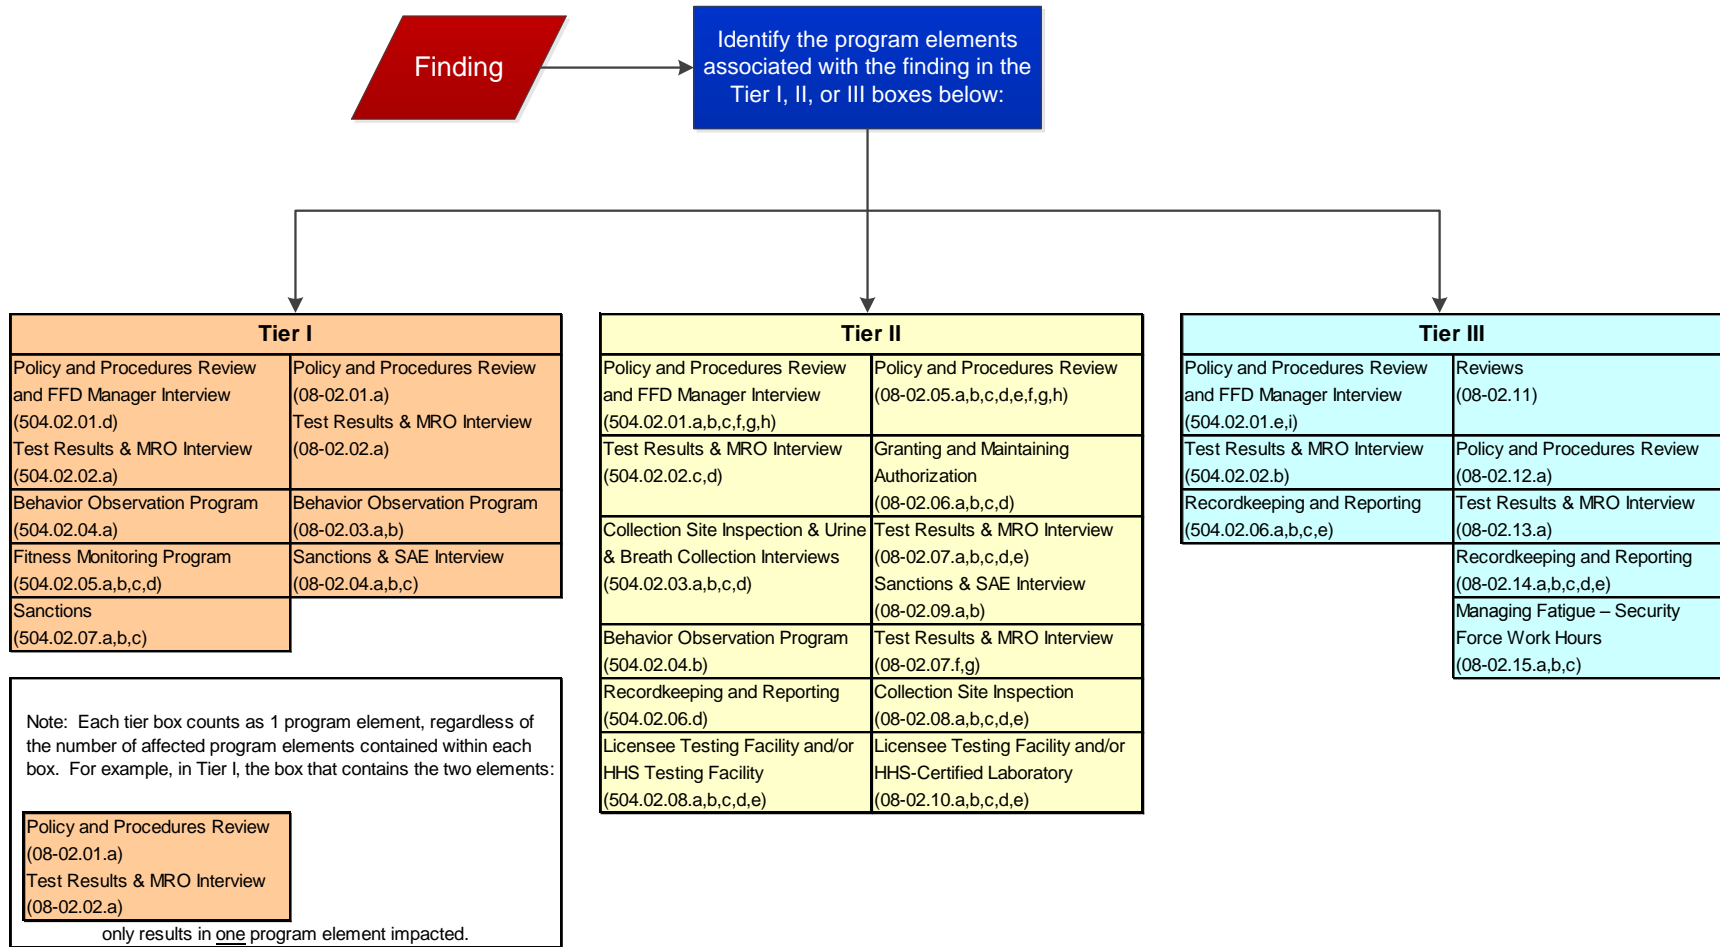 Finding
Identify the program elements
associated with the finding in the
Tier I, II, or III boxes below:
Tier I
Policy and Procedures Review
and FFD Manager Interview
(504.02.01.d)
Test Results & MRO Interview
(504.02.02.a)
Policy and Procedures Review
(08-02.01.a)
Test Results & MRO Interview
(08-02.02.a)
Behavior Observation Program
(504.02.04.a)
Behavior Observation Program
(08-02.03.a,b)
Fitness Monitoring Program
(504.02.05.a,b,c,d)
Sanctions & SAE Interview
(08-02.04.a,b,c)
Sanctions
(504.02.07.a,b,c)
Note: Each tier box counts as 1 program element, regardless of
the number of affected program elements contained within each
box. For example, in Tier I, the box that contains the two elements:
Policy and Procedures Review
(08-02.01.a)
Test Results & MRO Interview
(08-02.02.a)
only results in one program element impacted.
Tier II
Policy and Procedures Review
and FFD Manager Interview
(504.02.01.a,b,c,f,g,h)
Policy and Procedures Review
(08-02.05.a,b,c,d,e,f,g,h)
Test Results & MRO Interview
(504.02.02.c,d)
Granting and Maintaining
Authorization
(08-02.06.a,b,c,d)
Collection Site Inspection & Urine
& Breath Collection Interviews
(504.02.03.a,b,c,d)
Test Results & MRO Interview
(08-02.07.a,b,c,d,e)
Sanctions & SAE Interview
(08-02.09.a,b)
Behavior Observation Program
(504.02.04.b)
Test Results & MRO Interview
(08-02.07.f,g)
Recordkeeping and Reporting
(504.02.06.d)
Collection Site Inspection
(08-02.08.a,b,c,d,e)
Licensee Testing Facility and/or
HHS Testing Facility
(504.02.08.a,b,c,d,e)
Licensee Testing Facility and/or
HHS-Certified Laboratory
(08-02.10.a,b,c,d,e)
Tier III
Policy and Procedures Review
and FFD Manager Interview
(504.02.01.e,i)
Reviews
(08-02.11)
Test Results & MRO Interview
(504.02.02.b)
Policy and Procedures Review
(08-02.12.a)
Recordkeeping and Reporting
(504.02.06.a,b,c,e)
Test Results & MRO Interview
(08-02.13.a)
Recordkeeping and Reporting
(08-02.14.a,b,c,d,e)
Managing Fatigue – Security
Force Work Hours
(08-02.15.a,b,c)